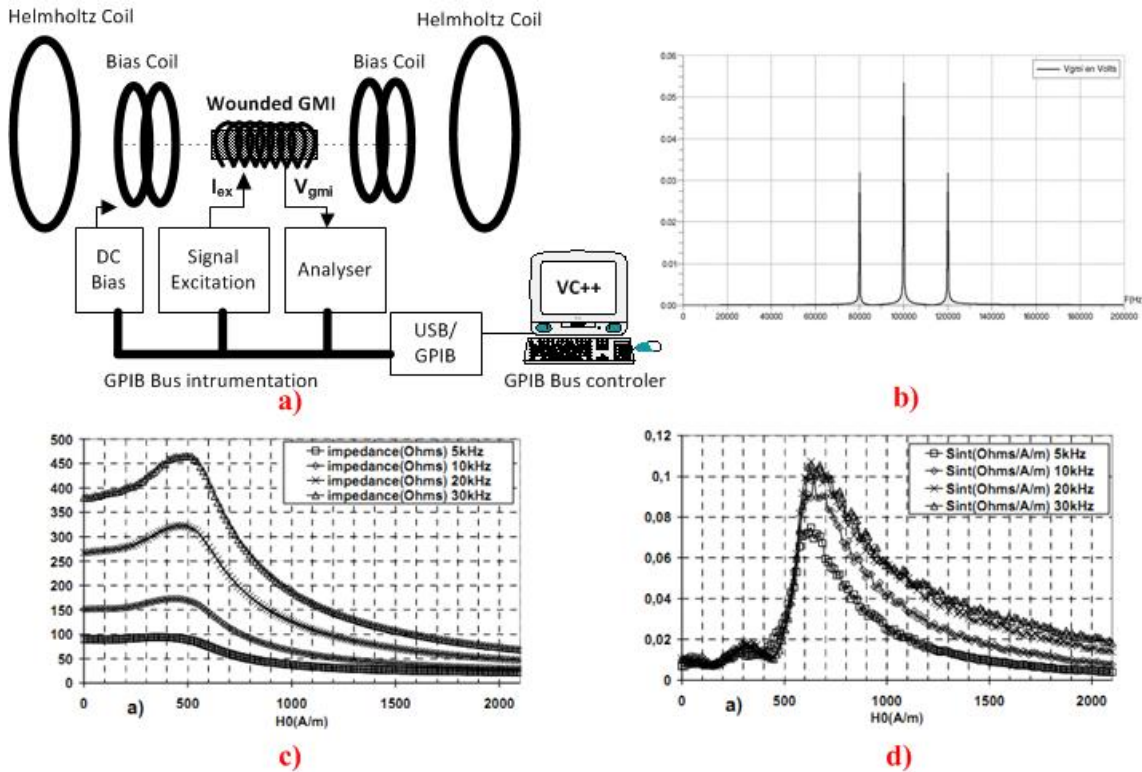 Helmholtz Coil
Helmholtz Coil
Bias Coil
Bias Coil
Wounded GMI
Iex
Vgmi
DC
Bias
Signal
Excitation
Analyser
VC++
USB/
GPIB
GPIB Bus intrumentation
GPIB Bus controler
a)
0.06
0.05
0.04
0.03
0.02
0.01
0.00
Vgmi en Volts
0 20000 40000 60000 80000 100000 120000 140000 160000 180000 200000
F(Hz
b)
500
450
400
350
300
250
200
150
100
50
0
impedance(Ohms) 5kHz
impedance(Ohms) 10kHz
impedance(Ohms) 20kHz
impedance(Ohms) 30kHz
0 500 1000 1500 2000
a)
H0(A/m)
c)
0,12
0,1
0,08
0,06
0,04
0,02
0
Sint(Ohms/A/m) 5kHz
Sint(Ohms/A/m) 10kHz
Sint(Ohms/A/m) 20kHz
Sint(Ohms/A/m) 30kHz
0 500 1000 1500 2000
a)
H0(A/m)
d)